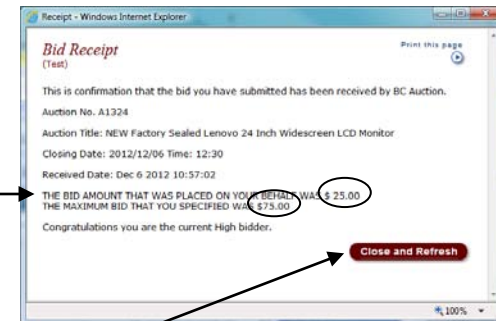 Receipt - Windows Internet Explorer
Bid Receipt
Print this page
(Test)
This is confirmation that the bid you have submitted has been received by BC Auction.
Auction No. A1324
Auction Title: NEW Factory Sealed Lenovo 24 Inch Widescreen LCD Monitor
Closing Date: 2012/12/06 Time: 12:30
Received Date: Dec 6 2012 10:57:02
THE BID AMOUNT THAT WAS PLACED ON YOUR BEHALF WAS $ 25.00
THE MAXIMUM BID THAT YOU SPECIFIED WAS $75.00
Congratulations you are the current High bidder.
Close and Refresh
100%